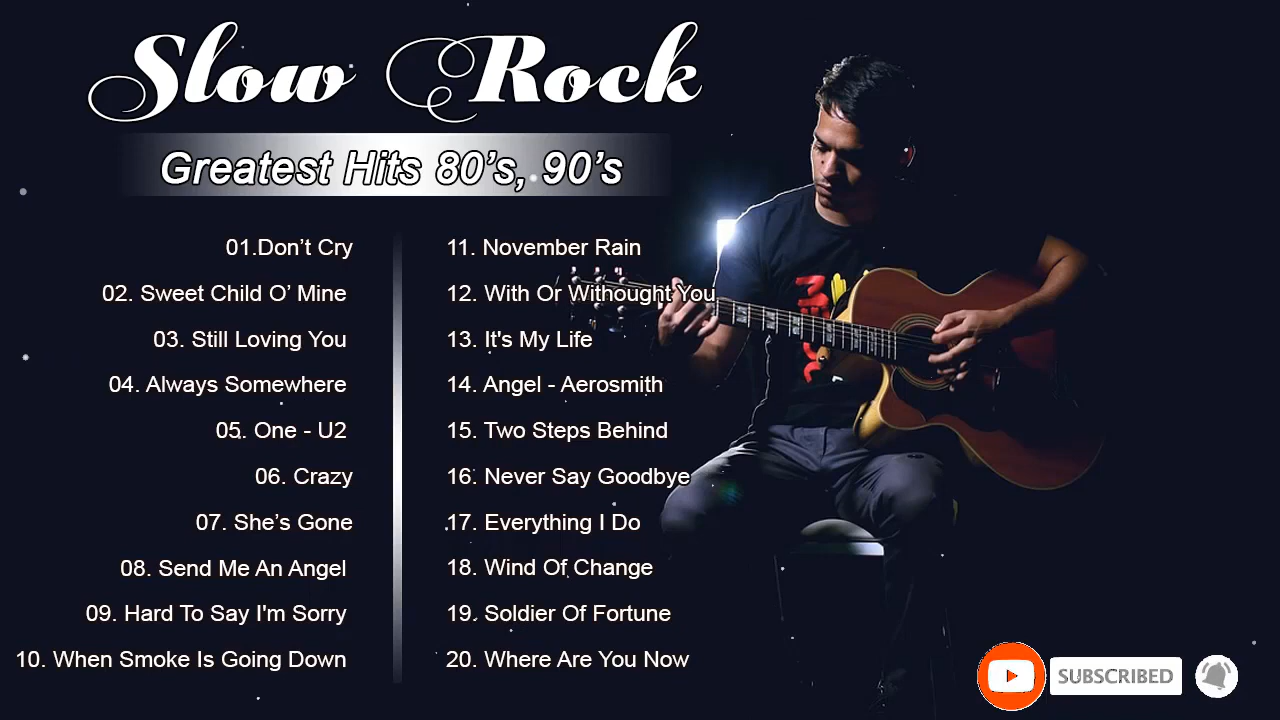 Slow Rock
Greatest Hits 80’s, 90’s
01.Don’t Cry
02. Sweet Child O’ Mine
03. Still Loving You
04. Always Somewhere
05. One - U2
06. Crazy
07. She’s Gone
08. Send Me An Angel
09. Hard To Say I'm Sorry
10. When Smoke Is Going Down
11. November Rain
12. With Or Withought You
13. It's My Life
14. Angel - Aerosmith
15. Two Steps Behind
16. Never Say Goodbye
17. Everything I Do
18. Wind Of Change
19. Soldier Of Fortune
20. Where Are You Now
SUBSCRIBED